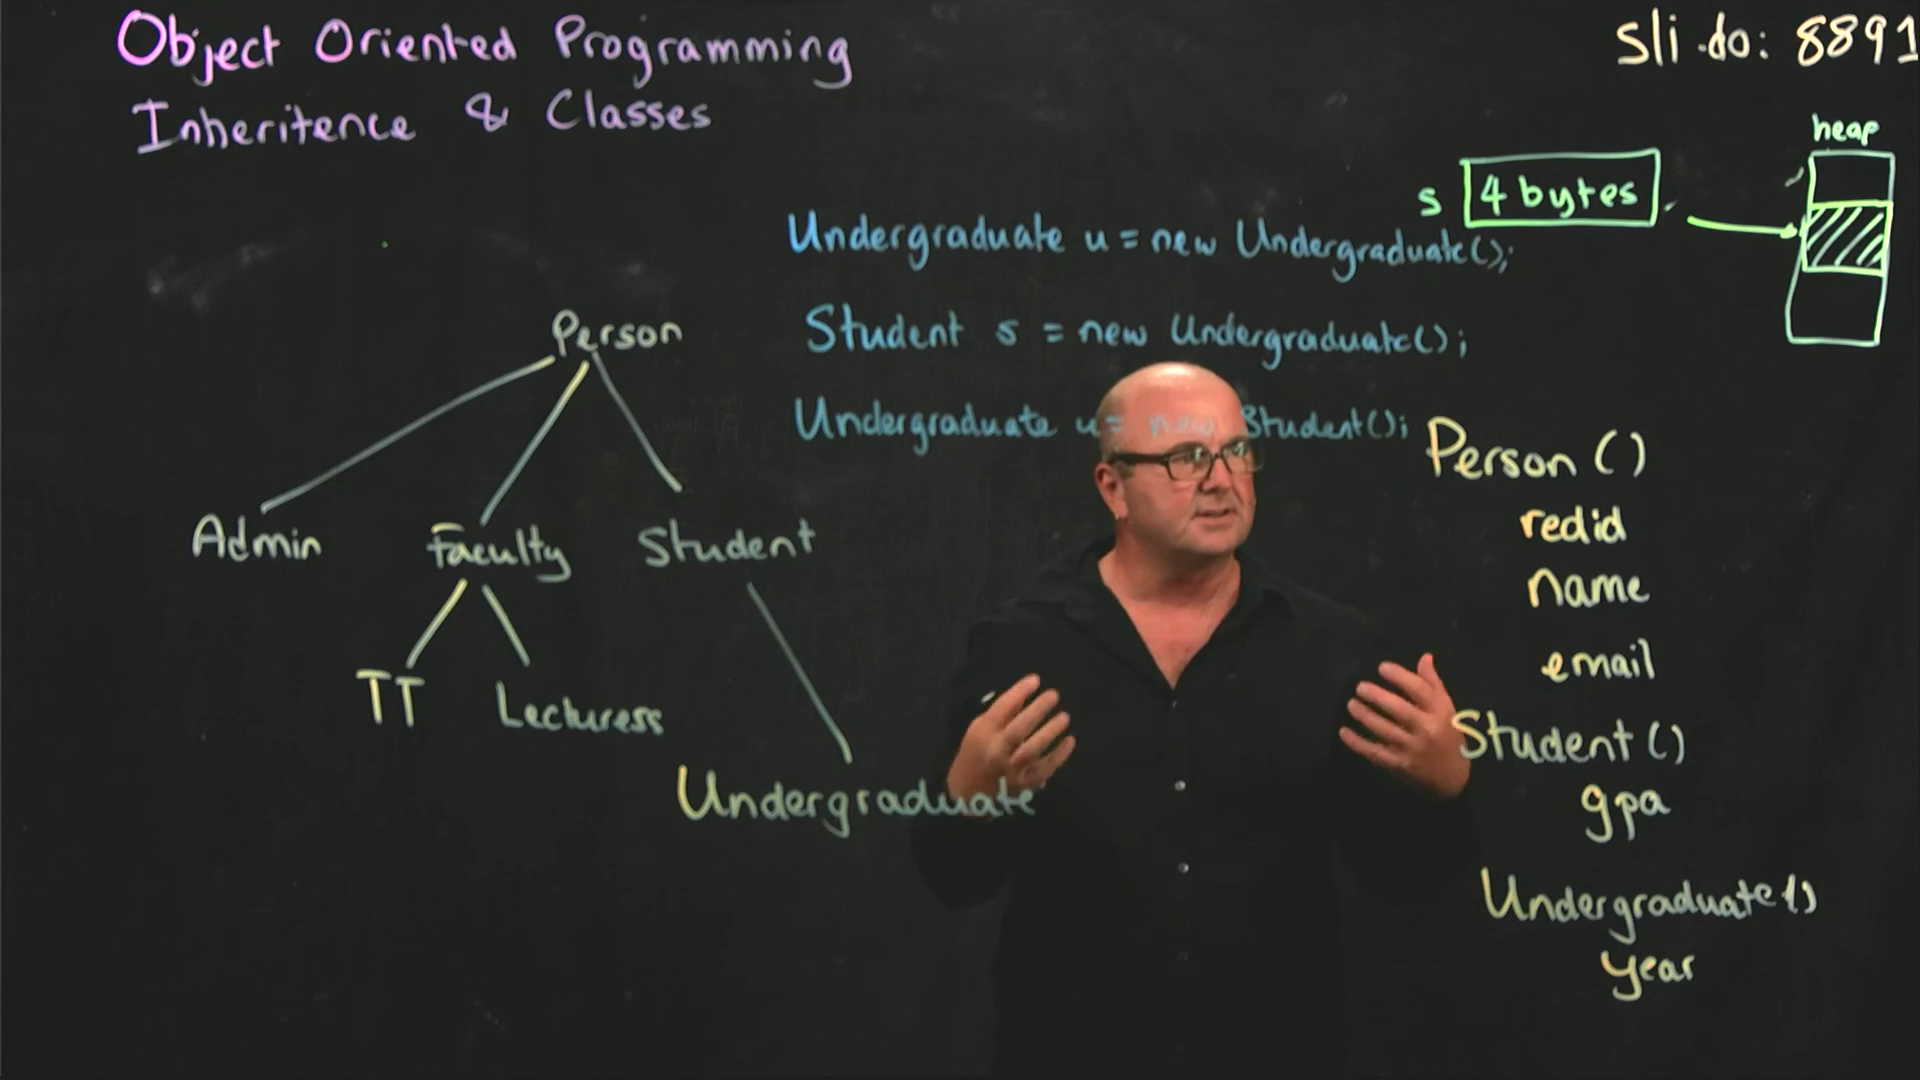 Object Oriented Programming
Inheritence & Classes
sli.do: 8891
heap
s 4 bytes
Undergraduate u = new Undergraduate();
Student s = new Undergraduate();
Undergraduate u = new Student();
Person
Admin Faculty Student
TT Lecturess
Undergraduate
Person ()
redid
name
email
Student ()
gpa
Undergraduate ()
year